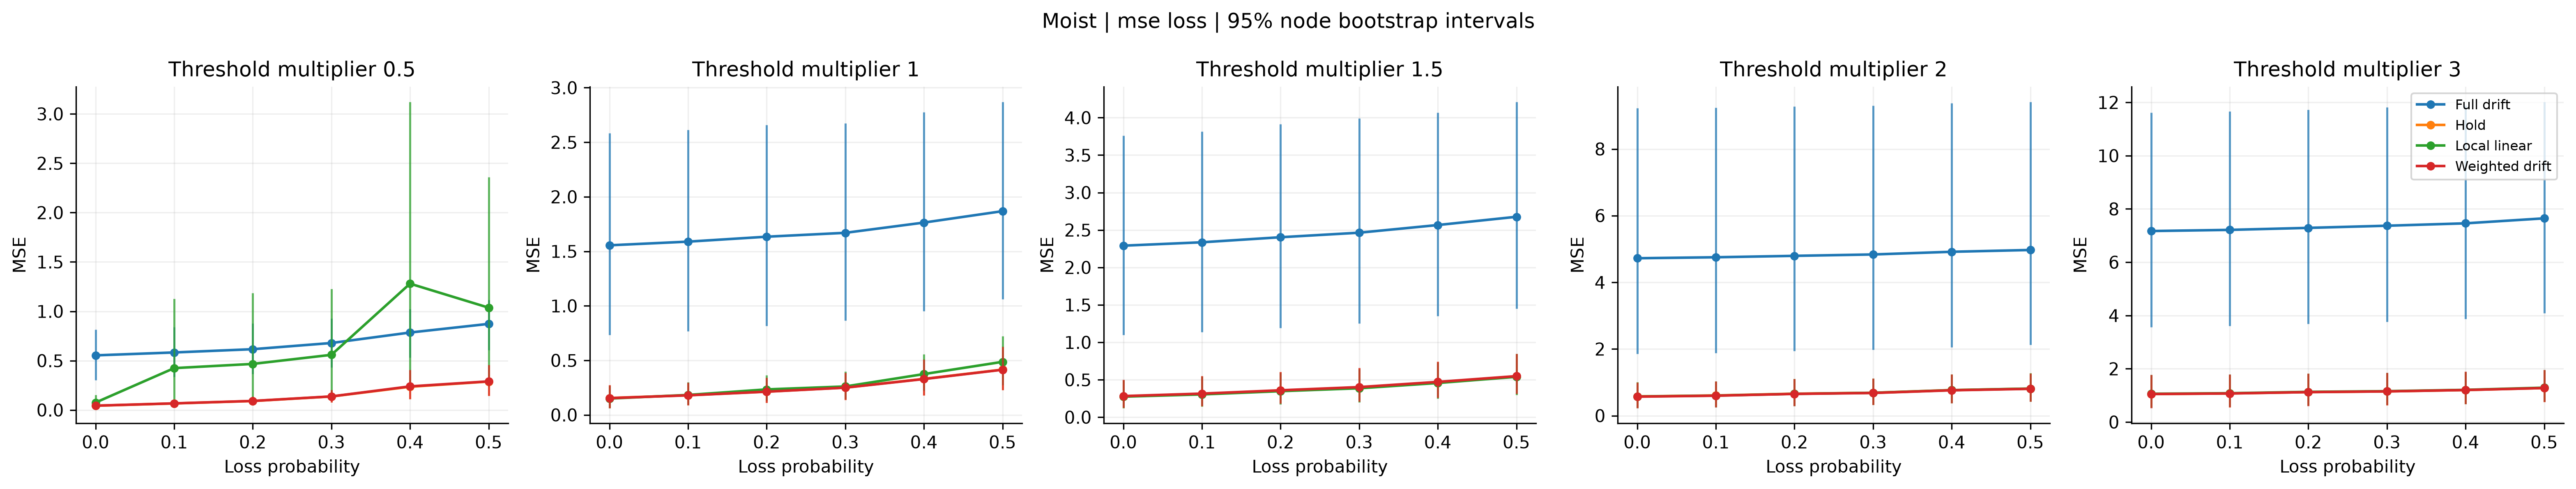 Moist | mse loss | 95% node bootstrap intervals
Threshold multiplier 0.5
MSE
3.0
2.5
2.0
1.5
1.0
0.5
0.0
0.0 0.1 0.2 0.3 0.4 0.5
Loss probability
Threshold multiplier 1
MSE
3.0
2.5
2.0
1.5
1.0
0.5
0.0
0.0 0.1 0.2 0.3 0.4 0.5
Loss probability
Threshold multiplier 1.5
MSE
4.0
3.5
3.0
2.5
2.0
1.5
1.0
0.5
0.0
0.0 0.1 0.2 0.3 0.4 0.5
Loss probability
Threshold multiplier 2
MSE
8
6
4
2
0
0.0 0.1 0.2 0.3 0.4 0.5
Loss probability
Threshold multiplier 3
MSE
12
10
8
6
4
2
0
0.0 0.1 0.2 0.3 0.4 0.5
Loss probability
Full drift
Hold
Local linear
Weighted drift